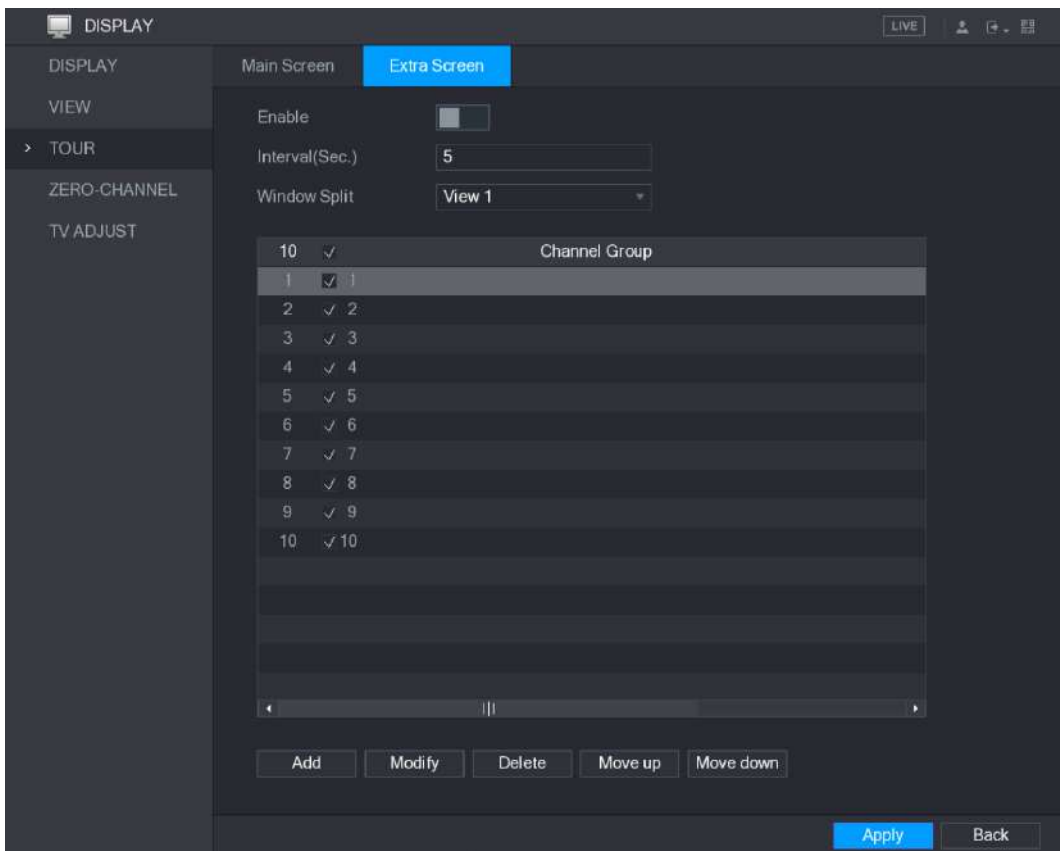 DISPLAY
LIVE
DISPLAY
VIEW
TOUR
ZERO-CHANNEL
TV ADJUST
Main Screen
Extra Screen
Enable
Interval(Sec.) 5
Window Split View 1
10 Channel Group
1 1
2 2
3 3
4 4
5 5
6 6
7 7
8 8
9 9
10 10
Add Modify Delete Move up Move down
Apply Back